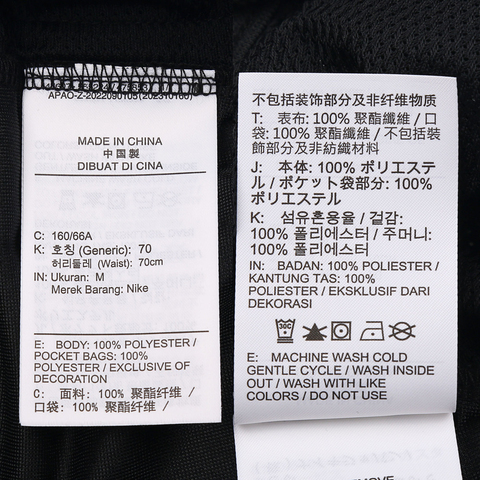 APAO-Z-2022090105(20231016б)
MADE IN CHINA
中国製
DIBUAT DI CINA
C: 160/66A
K: 호칭 (Generic): 70
허리둘레 (Waist): 70cm
IN: Ukuran: M
Merek Barang: Nike
E: BODY: 100% POLYESTER /
POCKET BAGS: 100%
POLYESTER / EXCLUSIVE OF
DECORATION
C: 面料: 100% 聚酯纤维 /
口袋: 100% 聚酯纤维 /
不包括装饰部分及非纤维物质
T: 表布: 100% 聚酯纖維 / 口
袋: 100% 聚酯纖維 / 不包括裝
飾部分及非紡織材料
J: 本体: 100% ポリエステ
ル / ポケット袋部分: 100%
ポリエステル
K: 섬유혼용율 / 겉감:
100% 폴리에스터 / 주머니:
100% 폴리에스터
IN: BADAN: 100% POLIESTER /
KANTUNG TAS: 100%
POLIESTER / EKSKLUSIF DARI
DEKORASI
30C
E: MACHINE WASH COLD
GENTLE CYCLE / WASH INSIDE
OUT / WASH WITH LIKE
COLORS / DO NOT USE